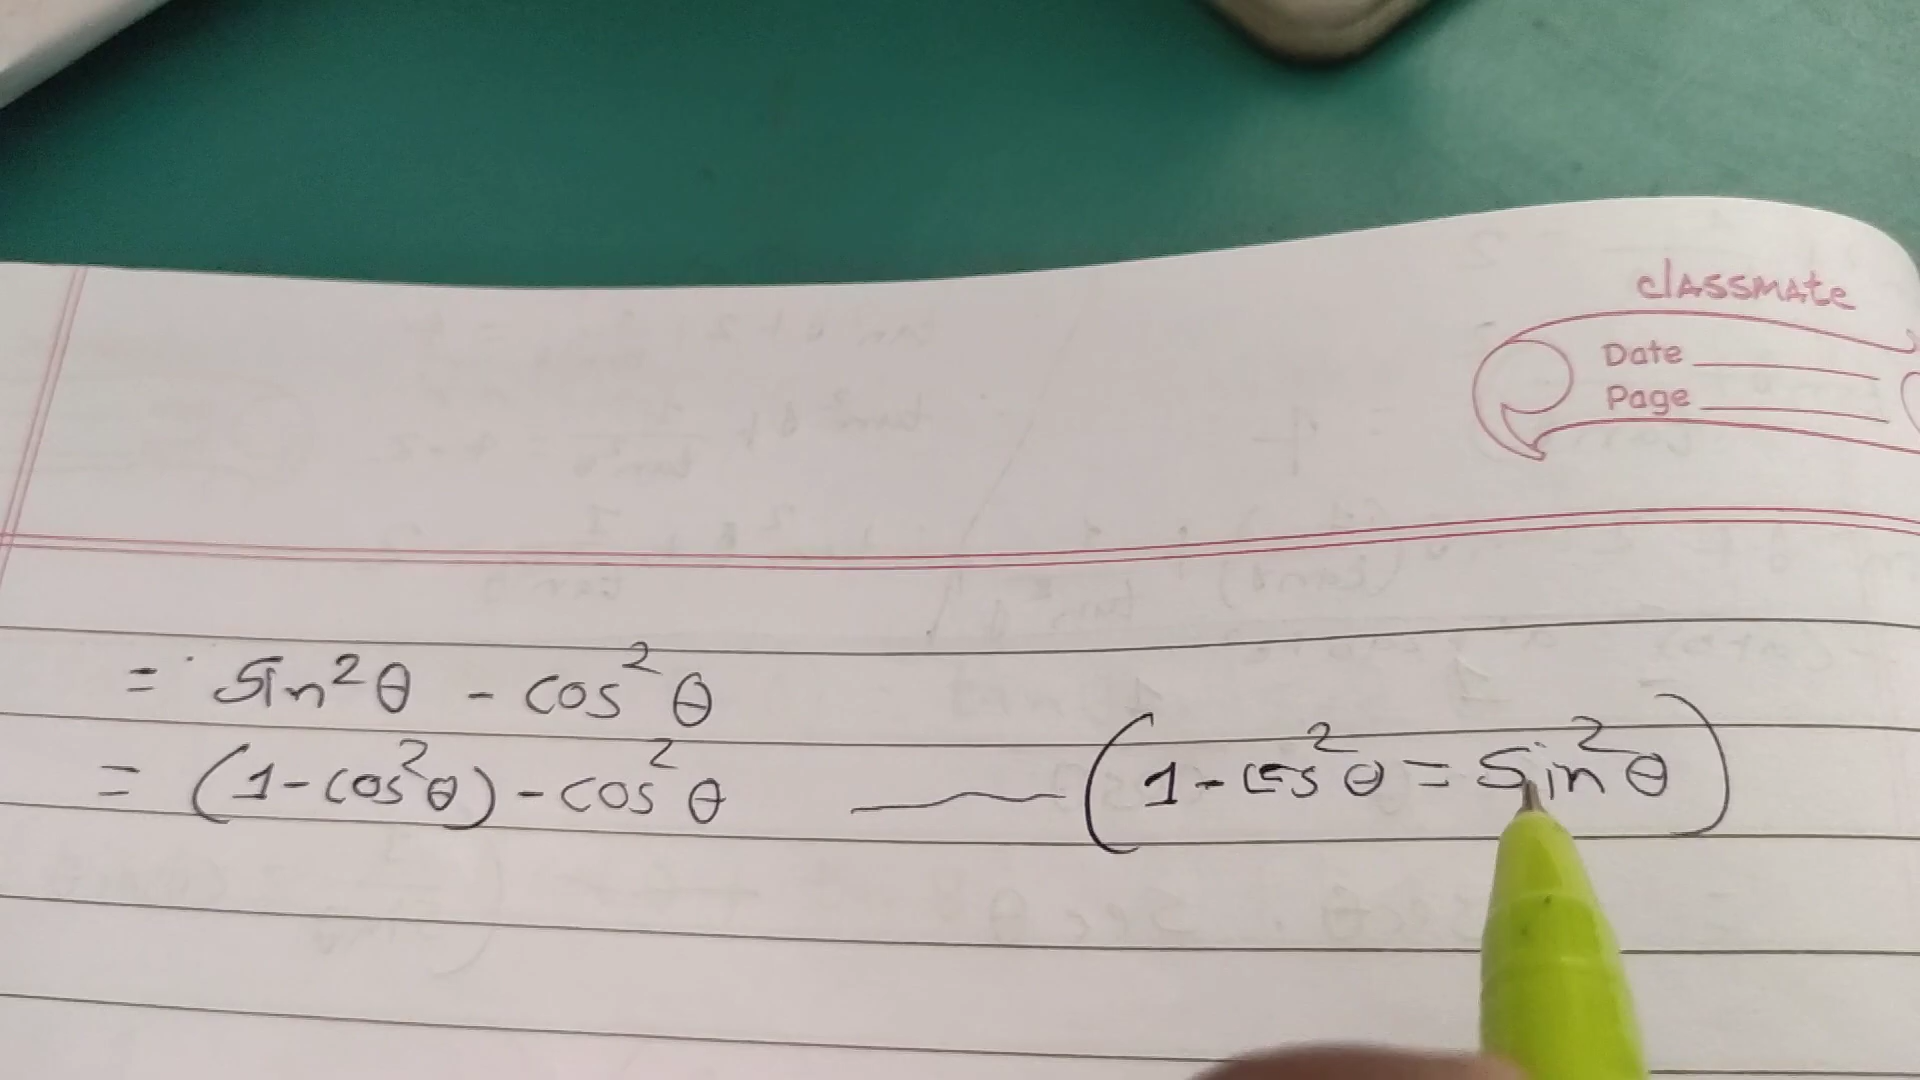 classmate
Date
Page
= sin²θ - cos²θ
= (1-cos²θ) - cos²θ (1-cos²θ = sin²θ)